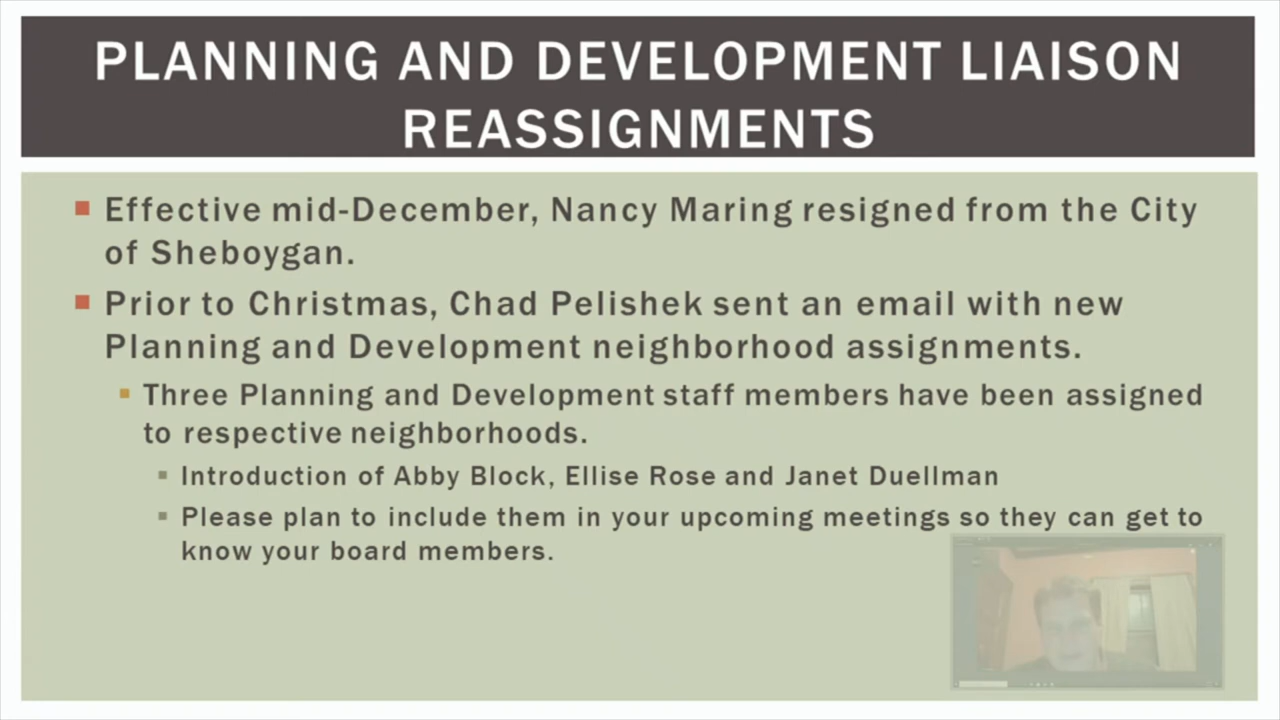 PLANNING AND DEVELOPMENT LIAISON
REASSIGNMENTS
Effective mid-December, Nancy Maring resigned from the City
of Sheboygan.
Prior to Christmas, Chad Pelishek sent an email with new
Planning and Development neighborhood assignments.
Three Planning and Development staff members have been assigned
to respective neighborhoods.
Introduction of Abby Block, Ellise Rose and Janet Duellman
Please plan to include them in your upcoming meetings so they can get to
know your board members.